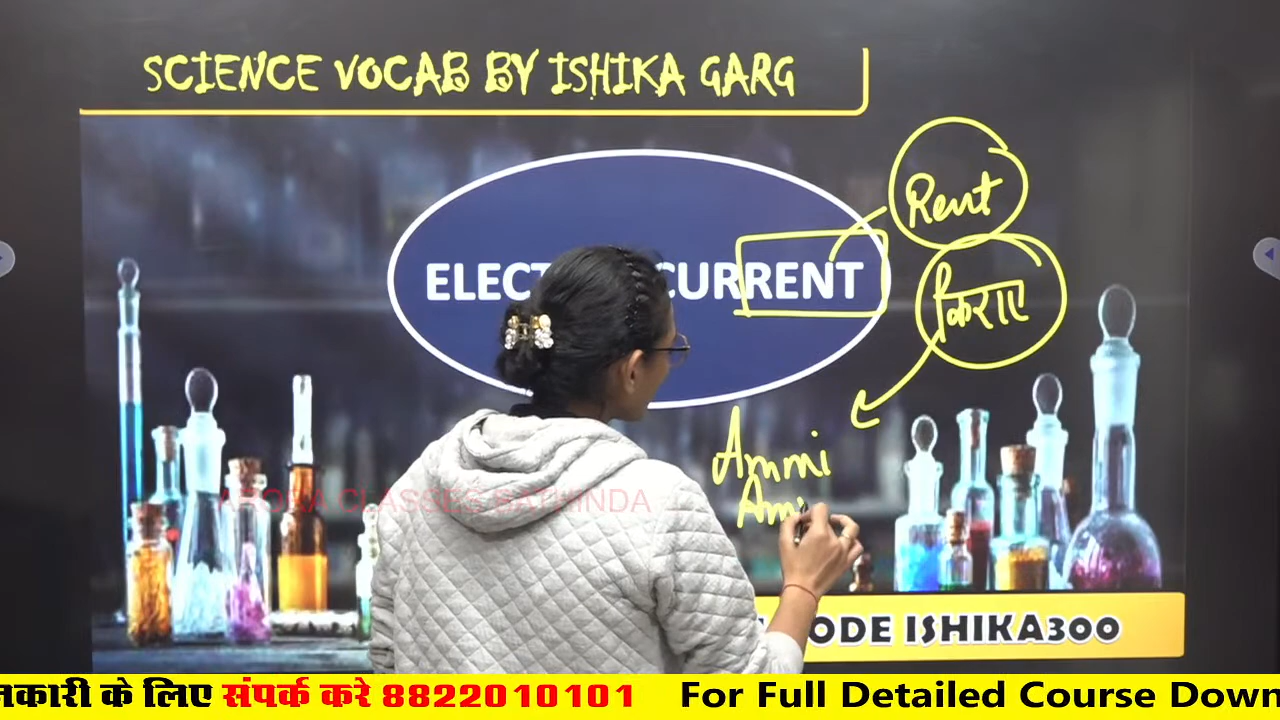 SCIENCE VOCAB BY ISHIKA GARG
Rent
ELECT CURRENT
किराए
Ammi
Ami
ARORA CLASSES BATHINDA
ODE ISHIKA300
नकारी के लिए संपर्क करे 8822010101 For Full Detailed Course Down